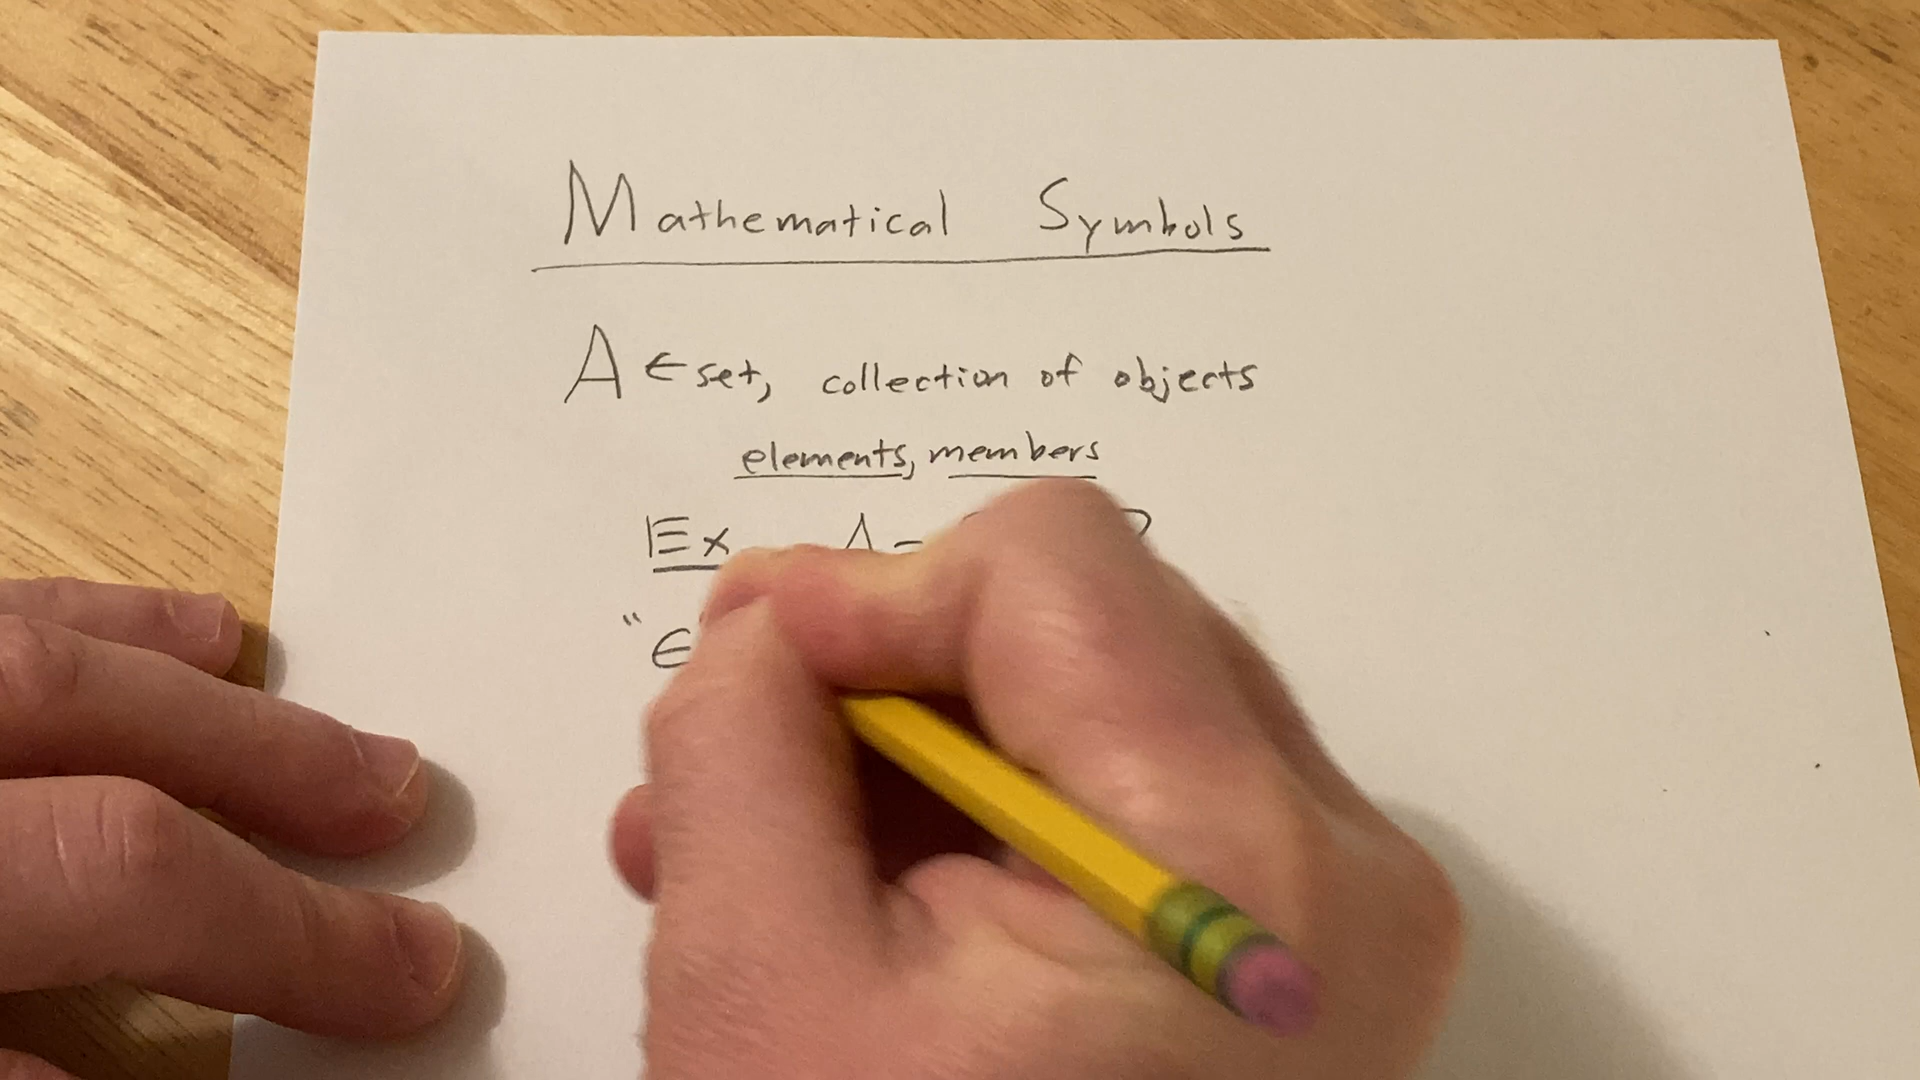 Mathematical Symbols
A ← set, collection of objects
elements, members
Ex A =
" ∈